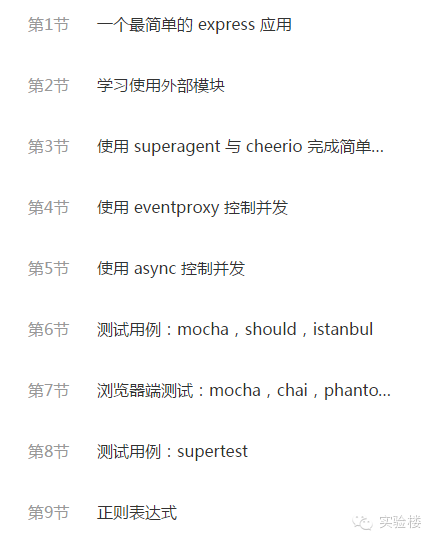 第1节 一个最简单的 express 应用
第2节 学习使用外部模块
第3节 使用 superagent 与 cheerio 完成简单...
第4节 使用 eventproxy 控制并发
第5节 使用 async 控制并发
第6节 测试用例：mocha，should，istanbul
第7节 浏览器端测试：mocha，chai，phanto...
第8节 测试用例：supertest
第9节 正则表达式
实验楼